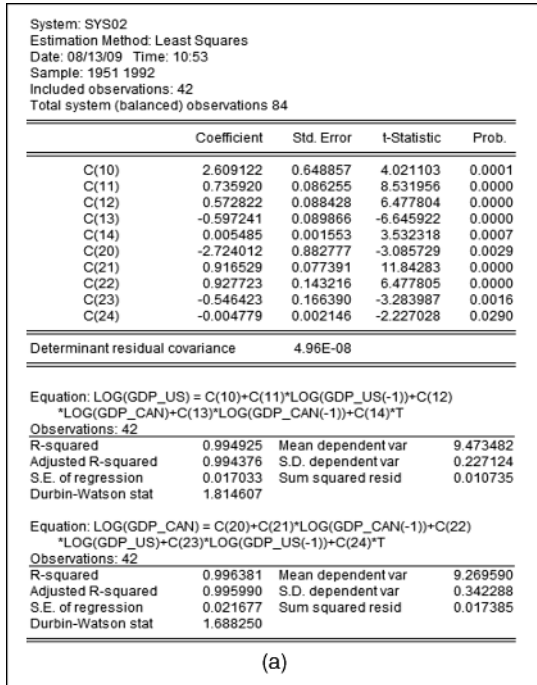 System: SYS02
Estimation Method: Least Squares
Date: 08/13/09 Time: 10:53
Sample: 1951 1992
Included observations: 42
Total system (balanced) observations 84
Coefficient Std. Error t-Statistic Prob.
C(10) 2.609122 0.648857 4.021103 0.0001
C(11) 0.735920 0.086255 8.531956 0.0000
C(12) 0.572822 0.088428 6.477804 0.0000
C(13) -0.597241 0.089866 -6.645922 0.0000
C(14) 0.005485 0.001553 3.532318 0.0007
C(20) -2.724012 0.882777 -3.085729 0.0029
C(21) 0.916529 0.077391 11.84283 0.0000
C(22) 0.927723 0.143216 6.477805 0.0000
C(23) -0.546423 0.166390 -3.283987 0.0016
C(24) -0.004779 0.002146 -2.227028 0.0290
Determinant residual covariance 4.96E-08
Equation: LOG(GDP_US) = C(10)+C(11)*LOG(GDP_US(-1))+C(12)
*LOG(GDP_CAN)+C(13)*LOG(GDP_CAN(-1))+C(14)*T
Observations: 42
R-squared 0.994925 Mean dependent var 9.473482
Adjusted R-squared 0.994376 S.D. dependent var 0.227124
S.E. of regression 0.017033 Sum squared resid 0.010735
Durbin-Watson stat 1.814607
Equation: LOG(GDP_CAN) = C(20)+C(21)*LOG(GDP_CAN(-1))+C(22)
*LOG(GDP_US)+C(23)*LOG(GDP_US(-1))+C(24)*T
Observations: 42
R-squared 0.996381 Mean dependent var 9.269590
Adjusted R-squared 0.995990 S.D. dependent var 0.342288
S.E. of regression 0.021677 Sum squared resid 0.017385
Durbin-Watson stat 1.688250
(a)